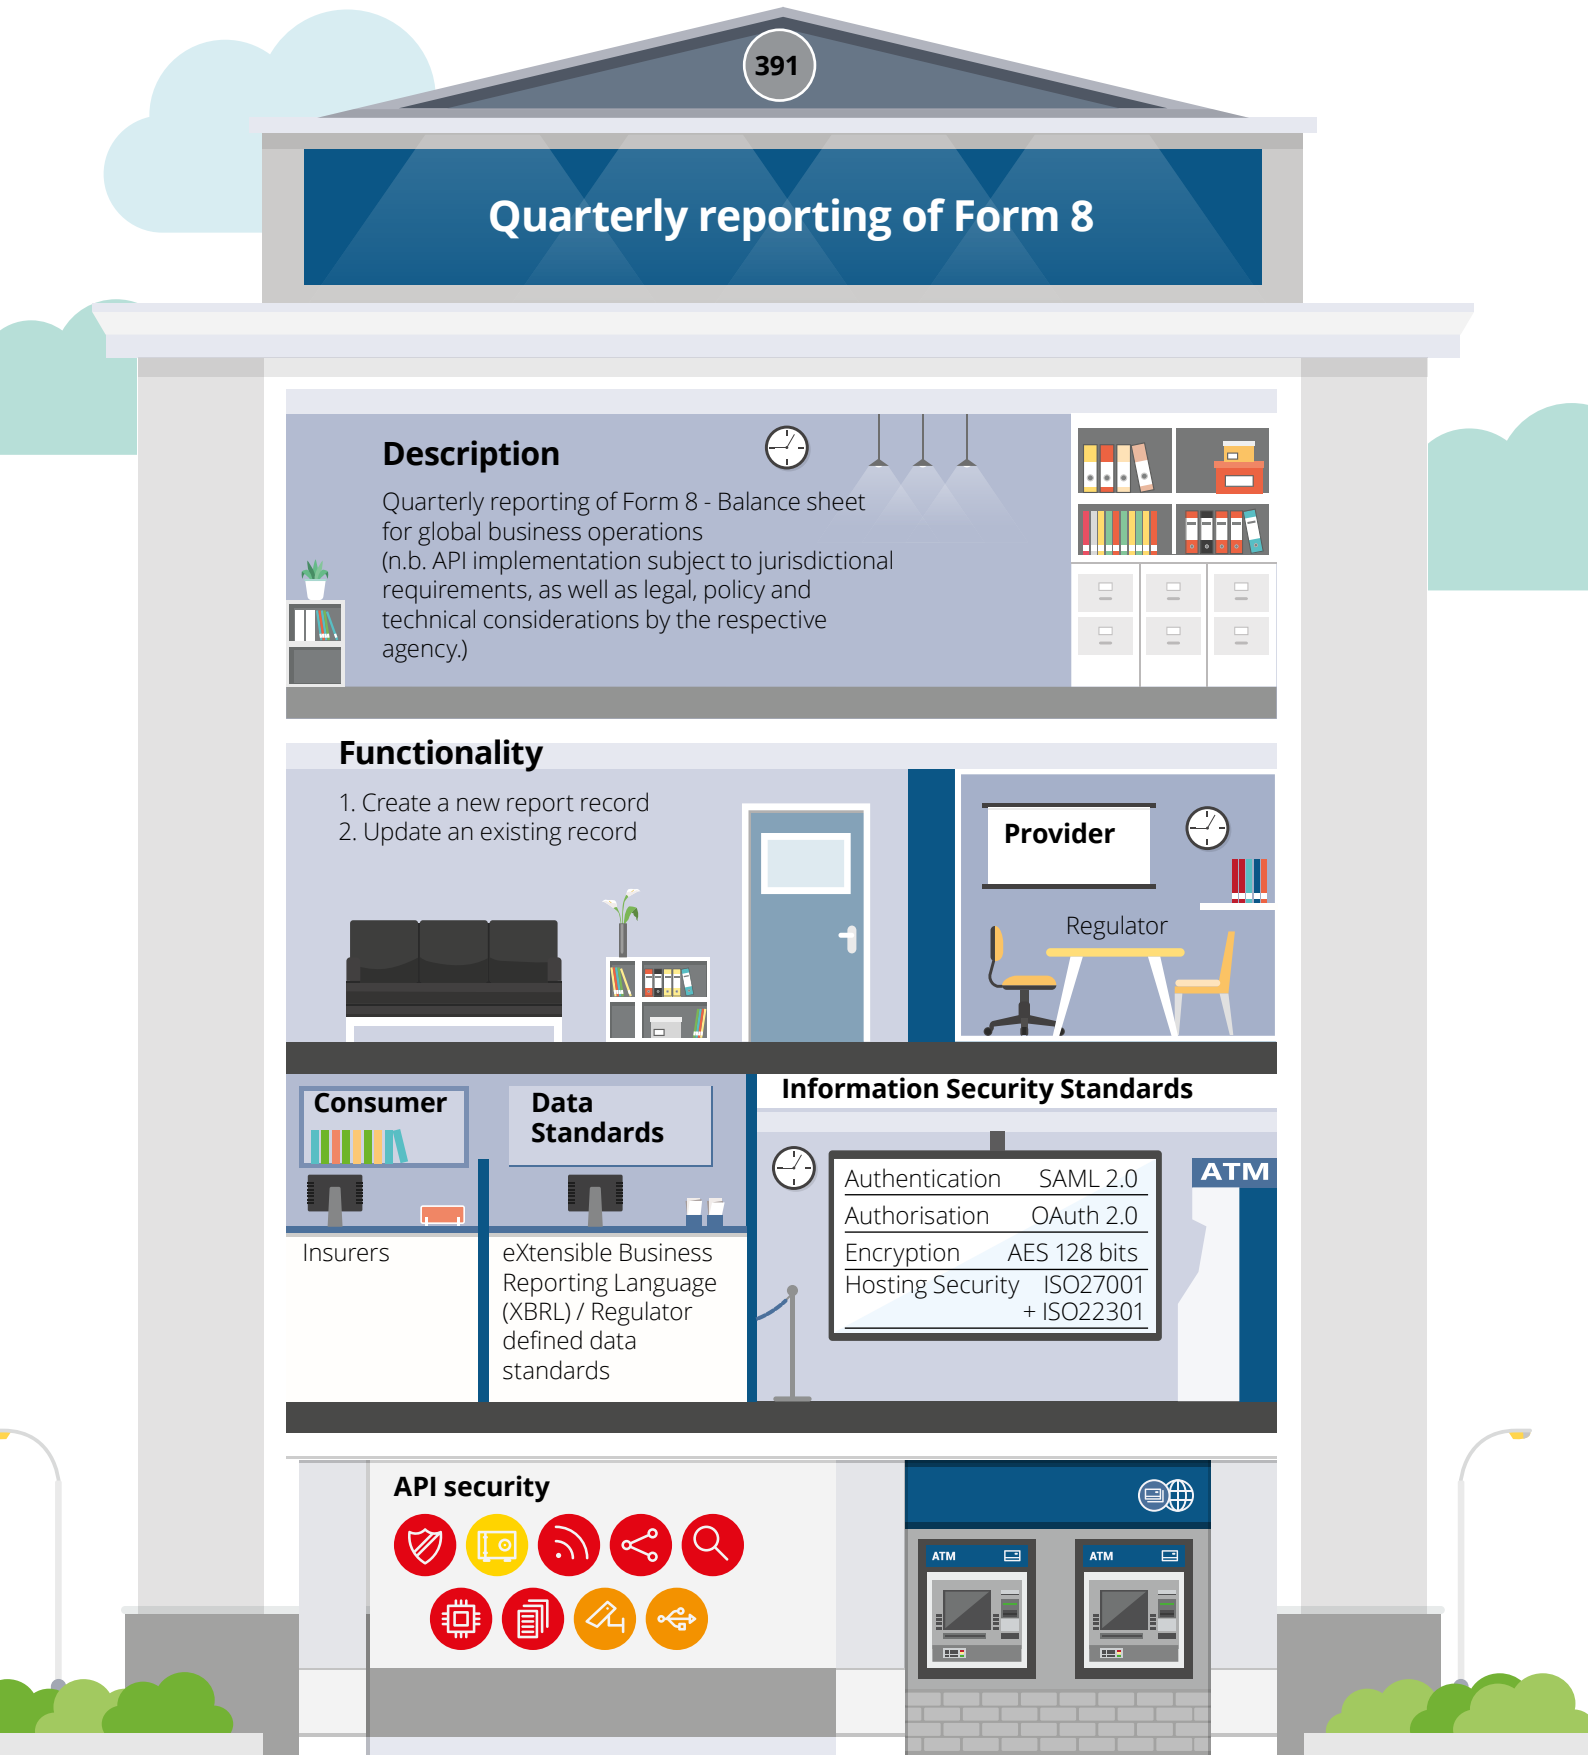 391
Quarterly reporting of Form 8
Description
Quarterly reporting of Form 8 - Balance sheet
for global business operations
(n.b. API implementation subject to jurisdictional
requirements, as well as legal, policy and
technical considerations by the respective
agency.)
Functionality
1. Create a new report record
2. Update an existing record
Provider
Regulator
Consumer
Insurers
Data
Standards
eXtensible Business
Reporting Language
(XBRL) / Regulator
defined data
standards
Information Security Standards
Authentication SAML 2.0
Authorisation OAuth 2.0
Encryption AES 128 bits
Hosting Security ISO27001
+ ISO22301
ATM
API security
ATM
ATM